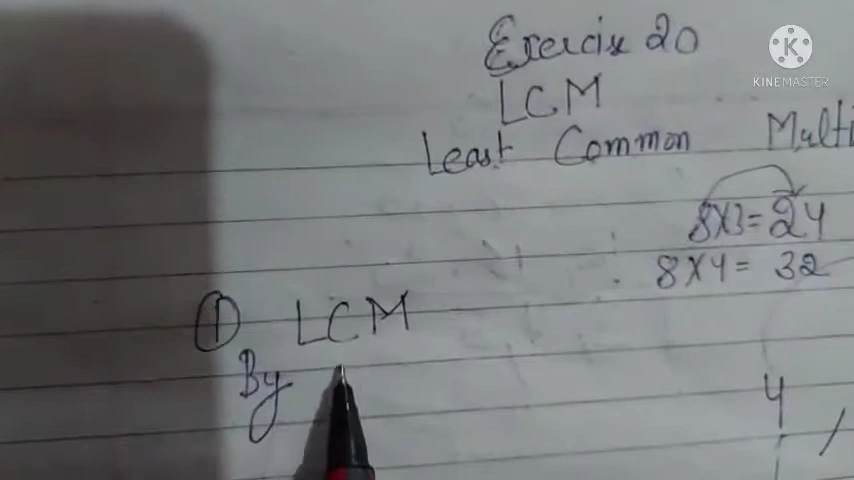 Exercise 20
LCM
Least Common Multi
8×3=24
8×4= 32
① LCM
By
4
KINEMASTER